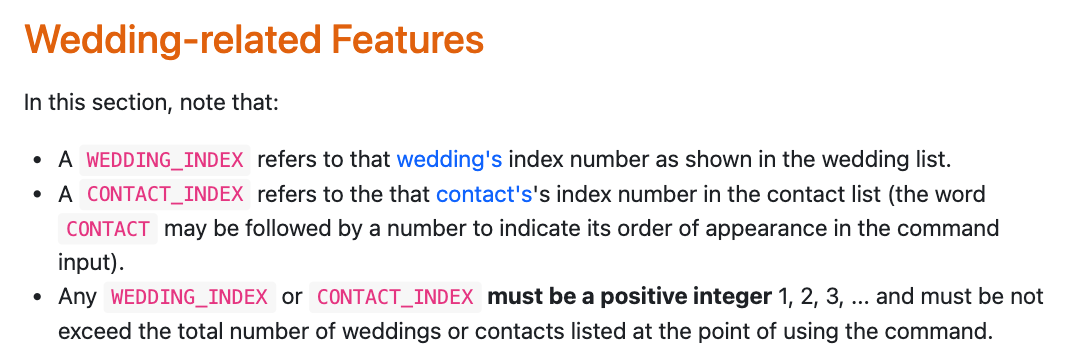 Wedding-related Features
In this section, note that:
• A WEDDING_INDEX refers to that wedding's index number as shown in the wedding list.
• A CONTACT_INDEX refers to the that contact's's index number in the contact list (the word
CONTACT may be followed by a number to indicate its order of appearance in the command
input).
• Any WEDDING_INDEX or CONTACT_INDEX must be a positive integer 1, 2, 3, … and must be not
exceed the total number of weddings or contacts listed at the point of using the command.